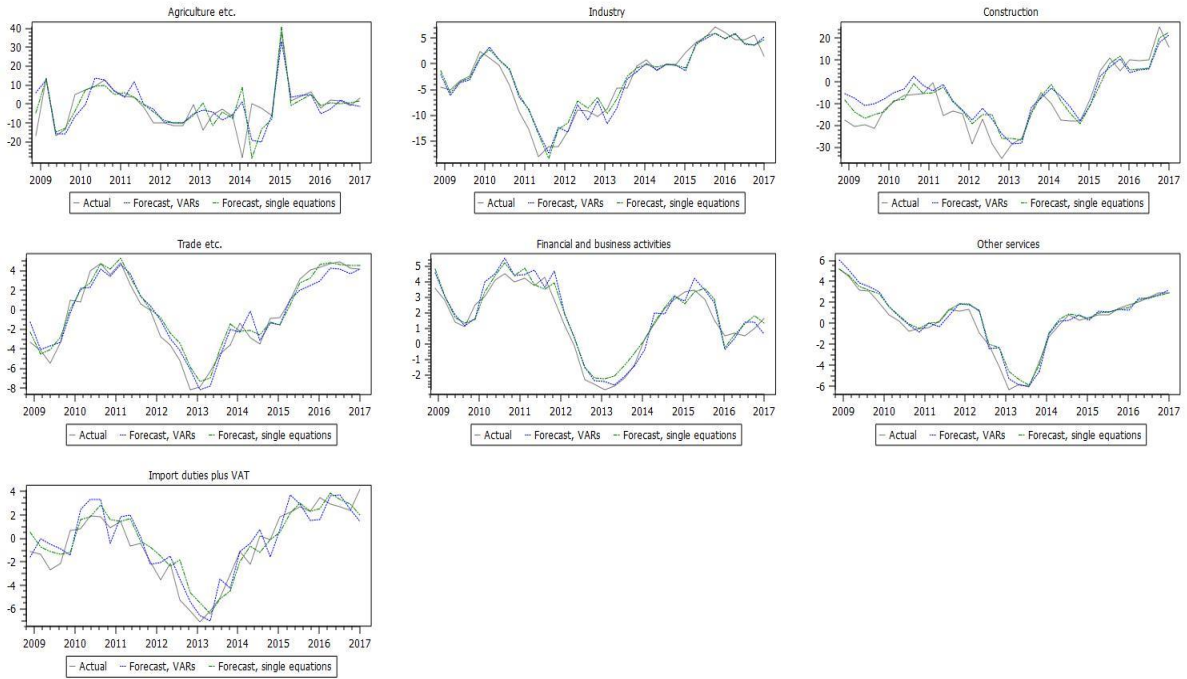 Agriculture etc.
40
30
20
10
0
-10
-20
2009 2010 2011 2012 2013 2014 2015 2016 2017
Actual Forecast, VARs Forecast, single equations
Industry
5
0
-5
-10
-15
2009 2010 2011 2012 2013 2014 2015 2016 2017
Actual Forecast, VARs Forecast, single equations
Construction
20
10
0
-10
-20
-30
2009 2010 2011 2012 2013 2014 2015 2016 2017
Actual Forecast, VARs Forecast, single equations
Trade etc.
4
2
0
-2
-4
-6
-8
2009 2010 2011 2012 2013 2014 2015 2016 2017
Actual Forecast, VARs Forecast, single equations
Financial and business activities
5
4
3
2
1
0
-2
2009 2010 2011 2012 2013 2014 2015 2016 2017
Actual Forecast, VARs Forecast, single equations
Other services
6
4
2
0
-2
-4
-6
2009 2010 2011 2012 2013 2014 2015 2016 2017
Actual Forecast, VARs Forecast, single equations
Import duties plus VAT
4
2
0
-2
-4
-6
2009 2010 2011 2012 2013 2014 2015 2016 2017
Actual Forecast, VARs Forecast, single equations